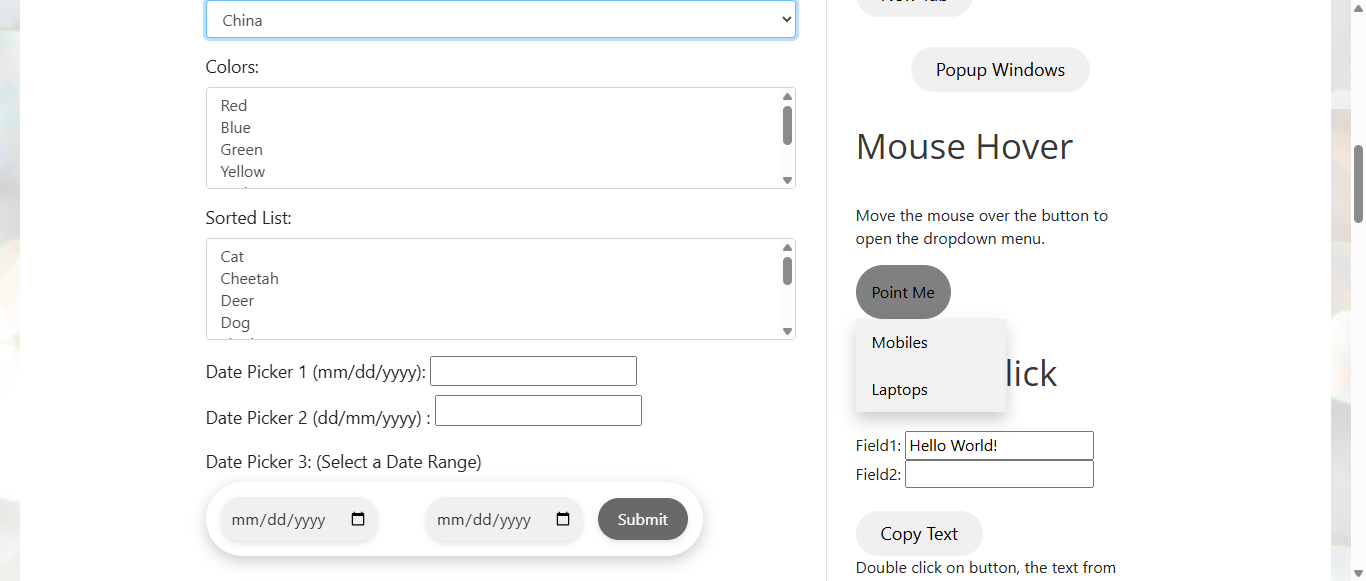 China
Colors:
Red
Blue
Green
Yellow
Sorted List:
Cat
Cheetah
Deer
Dog
Date Picker 1 (mm/dd/yyyy):
Date Picker 2 (dd/mm/yyyy) :
Date Picker 3: (Select a Date Range)
mm/dd/yyyy
mm/dd/yyyy
Submit
New Tab
Popup Windows
Mouse Hover
Move the mouse over the button to
open the dropdown menu.
Point Me
Mobiles
Laptops
lick
Field1: Hello World!
Field2:
Copy Text
Double click on button, the text from